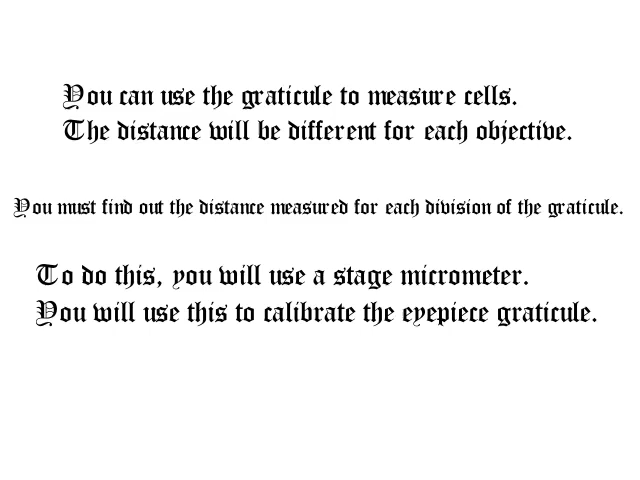 You can use the graticule to measure cells.
The distance will be different for each objective.
You must find out the distance measured for each division of the graticule.
To do this, you will use a stage micrometer.
You will use this to calibrate the eyepiece graticule.